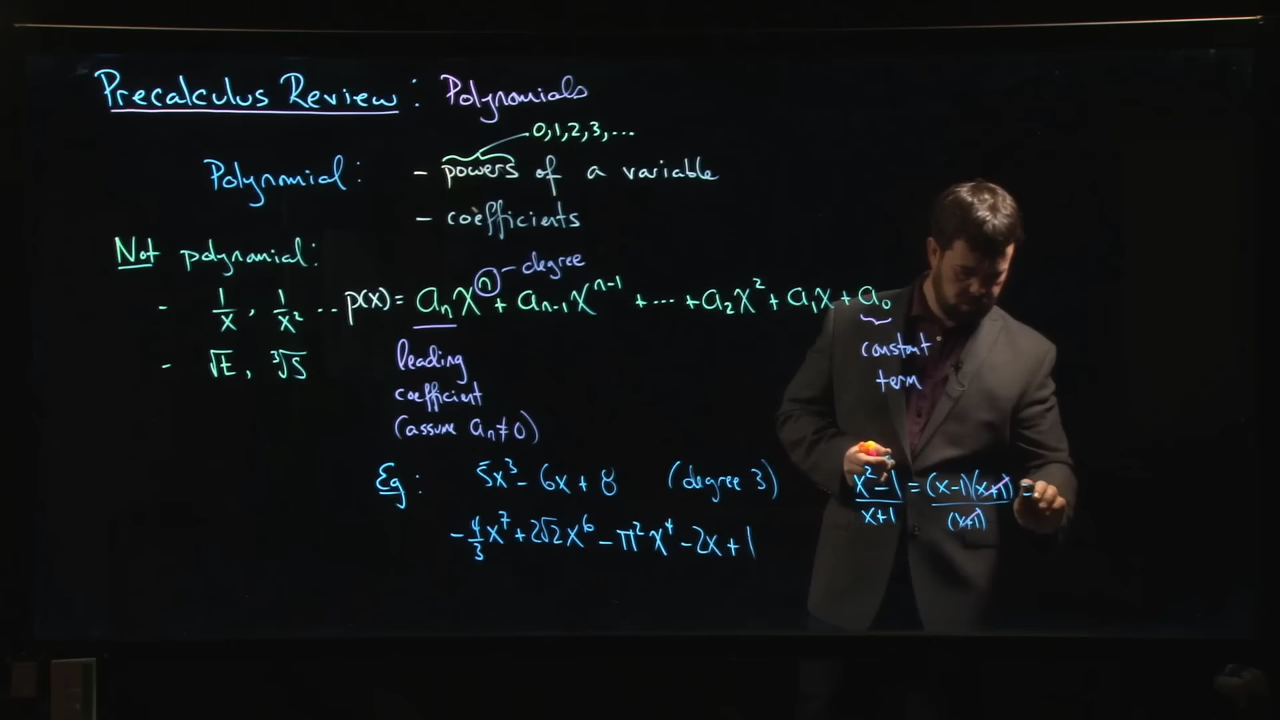 Precalculus Review: Polynomials
0,1,2,3,...
Polynomial: - powers of a variable
- coefficients
Not polynomial:
degree
- 1/x, 1/x² ... p(x) = aₙxⁿ + aₙ₋₁xⁿ⁻¹ + ... + a₂x² + a₁x + a₀
- √t, ³√5
leading
coefficient
(assume aₙ≠0)
constant
term
Eg: 5x³ - 6x + 8 (degree 3)
(x²-1)/(x+1) = (x-1)(x+1)/(x+1) =
-4/3x⁷ + 2√2x⁶ - π²x⁴ - 2x + 1